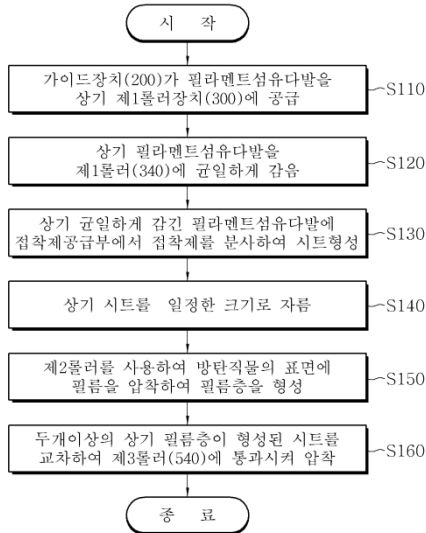 시 작
가이드장치(200)가 필라멘트섬유다발을
상기 제1롤러장치(300)에 공급
S110
상기 필라멘트섬유다발을
제1롤러(340)에 균일하게 감음
S120
상기 균일하게 감긴 필라멘트섬유다발에
접착제공급부에서 접착제를 분사하여 시트형성
S130
상기 시트를 일정한 크기로 자름
S140
제2롤러를 사용하여 방탄직물의 표면에
필름을 압착하여 필름층을 형성
S150
두개이상의 상기 필름층이 형성된 시트를
교차하여 제3롤러(540)에 통과시켜 압착
S160
종 료